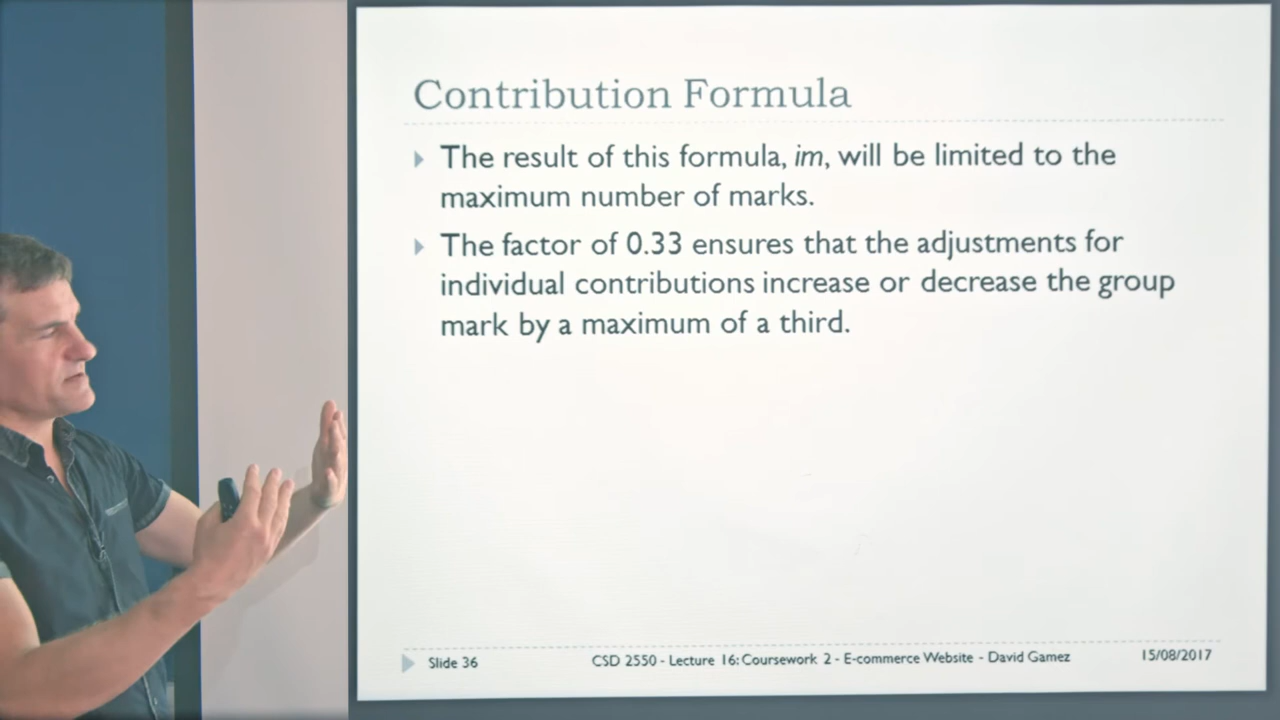 Contribution Formula
The result of this formula, im, will be limited to the
maximum number of marks.
The factor of 0.33 ensures that the adjustments for
individual contributions increase or decrease the group
mark by a maximum of a third.
Slide 36 CSD 2550 - Lecture 16: Coursework 2 - E-commerce Website - David Gamez 15/08/2017